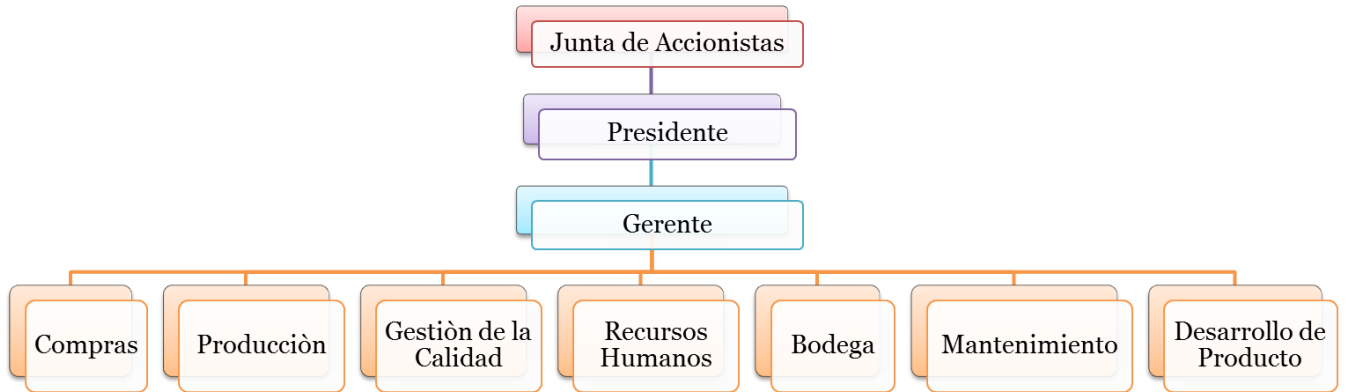 Junta de Accionistas
Presidente
Gerente
Compras
Producciòn
Gestiòn de la
Calidad
Recursos
Humanos
Bodega
Mantenimiento
Desarrollo de
Producto